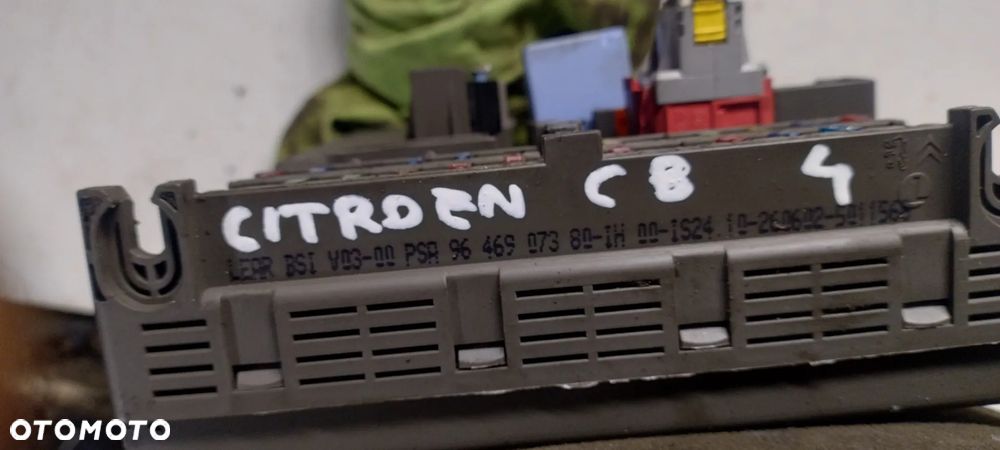 CITROEN C8 4
LEAR BSI V03-00 PSA 96 469 073 80-IH 00-IS24.10-260602-5011569
OTOMOTO